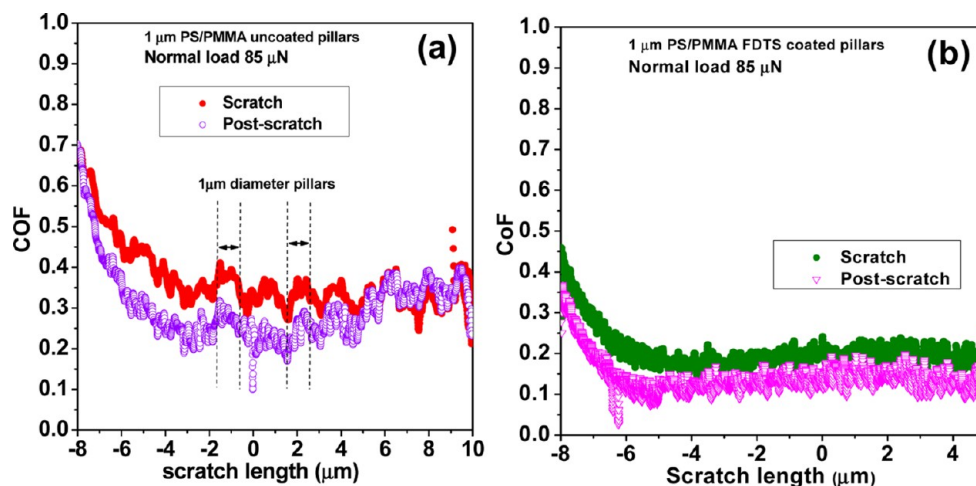 1 μm PS/PMMA uncoated pillars
(a)
Normal load 85 μN
Scratch
Post-scratch
1μm diameter pillars
COF
1.0
0.9
0.8
0.7
0.6
0.5
0.4
0.3
0.2
0.1
0.0
-8 -6 -4 -2 0 2 4 6 8 10
scratch length (μm)
1 μm PS/PMMA FDTS coated pillars
(b)
Normal load 85 μN
Scratch
Post-scratch
CoF
1.0
0.9
0.8
0.7
0.6
0.5
0.4
0.3
0.2
0.1
0.0
-8 -6 -4 -2 0 2 4
Scratch length (μm)